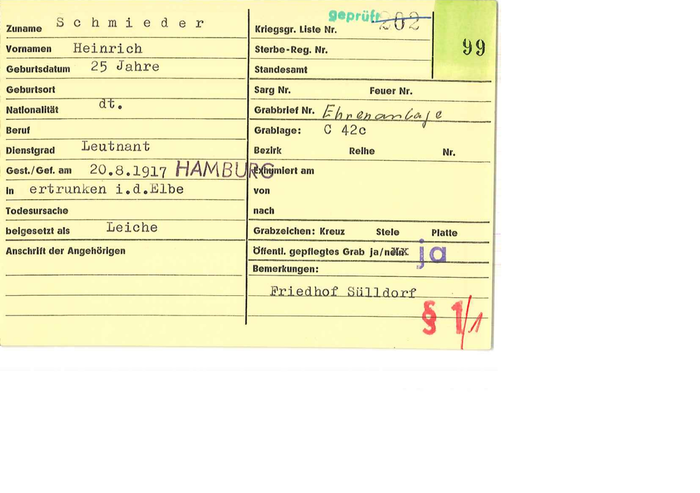 Zuname Schmieder
Vornamen Heinrich
Geburtsdatum 25 Jahre
Geburtsort
Nationalität dt.
Beruf
Dienstgrad Leutnant
Gest./Gef. am 20.8.1917 HAMBURG
in ertrunken i.d.Elbe
Todesursache
beigesetzt als Leiche
Anschrift der Angehörigen
geprüft
Kriegsgr. Liste Nr. 202
99
Sterbe-Reg. Nr.
Standesamt
Sarg Nr. Feuer Nr.
Grabbrief Nr. Ehrenanlage
Grablage: C 42c
Bezirk Reihe Nr.
Exhumiert am
von
nach
Grabzeichen: Kreuz Stele Platte
Öffentl. gepflegtes Grab ja/nein xx ja
Bemerkungen:
Friedhof Sülldorf
§ 1/1